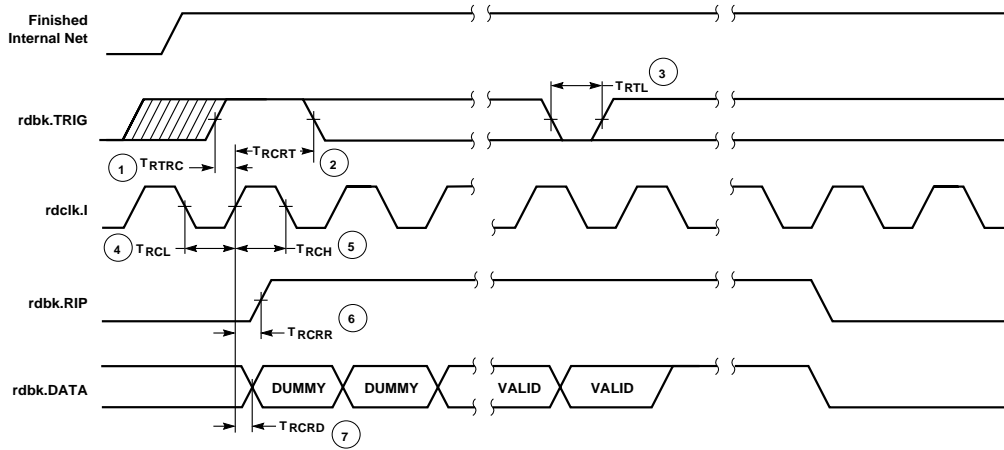 Finished
Internal Net
TRTL 3
rdbk.TRIG
1 TRTRC TRCRT 2
rdclk.I
4 TRCL TRCH 5
rdbk.RIP
TRCRR 6
rdbk.DATA DUMMY DUMMY VALID VALID
TRCRD 7